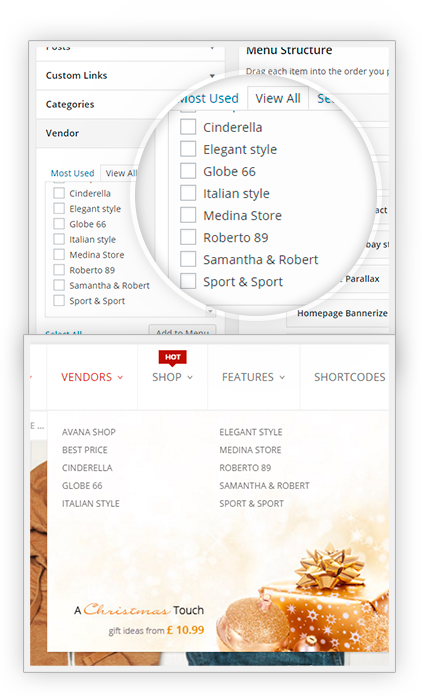 Posts
Menu Structure
Custom Links
Drag each item into the order you p
Categories
Vendor
Most Used
View All
Cinderella
Elegant style
Globe 66
Italian style
Medina Store
Roberto 89
Samantha & Robert
Sport & Sport
Select All
Add to Menu
Most Used
View All
Se
Cinderella
Elegant style
Globe 66
Italian style
Medina Store
Roberto 89
Samantha & Robert
Sport & Sport
act
bay st
e Parallax
Homepage Bannerize
HOT
VENDORS
SHOP
FEATURES
SHORTCODES
E ...
AVANA SHOP
BEST PRICE
CINDERELLA
GLOBE 66
ITALIAN STYLE
ELEGANT STYLE
MEDINA STORE
ROBERTO 89
SAMANTHA & ROBERT
SPORT & SPORT
A Christmas Touch
gift ideas from £ 10.99